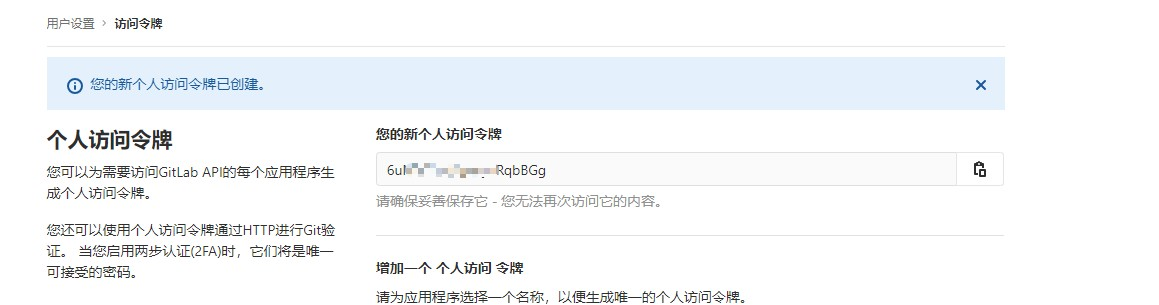 用户设置 › 访问令牌
您的新个人访问令牌已创建。
个人访问令牌
您可以为需要访问GitLab API的每个应用程序生
成个人访问令牌。
您还可以使用个人访问令牌通过HTTP进行Git验
证。 当您启用两步认证(2FA)时，它们将是唯一
可接受的密码。
您的新个人访问令牌
RqbBGg
请确保妥善保存它 - 您无法再次访问它的内容。
增加一个 个人访问 令牌
请为应用程序选择一个名称，以便生成唯一的个人访问令牌。